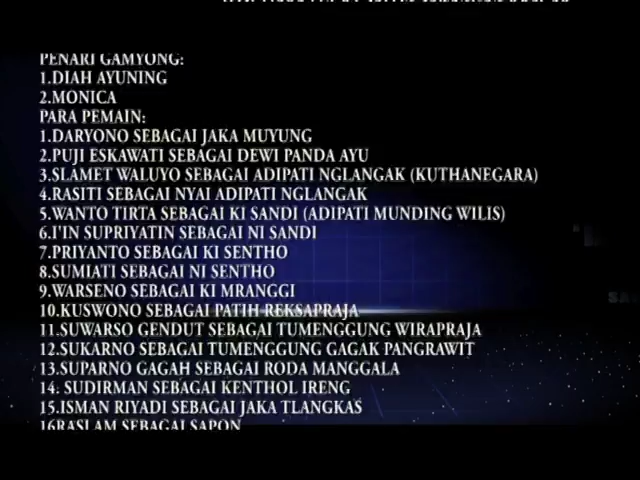 PENARI GAMYONG:
1.DIAH AYUNING
2.MONICA
PARA PEMAIN:
1.DARYONO SEBAGAI JAKA MUYUNG
2.PUJI ESKAWATI SEBAGAI DEWI PANDA AYU
3.SLAMET WALUYO SEBAGAI ADIPATI NGLANGAK (KUTHANEGARA)
4.RASITI SEBAGAI NYAI ADIPATI NGLANGAK
5.WANTO TIRTA SEBAGAI KI SANDI (ADIPATI MUNDING WILIS)
6.I'IN SUPRIYATIN SEBAGAI NI SANDI
7.PRIYANTO SEBAGAI KI SENTHO
8.SUMIATI SEBAGAI NI SENTHO
9.WARSENO SEBAGAI KI MRANGGI
10.KUSWONO SEBAGAI PATIH REKSAPRAJA
11.SUWARSO GENDUT SEBAGAI TUMENGGUNG WIRAPRAJA
12.SUKARNO SEBAGAI TUMENGGUNG GAGAK PANGRAWIT
13.SUPARNO GAGAH SEBAGAI RODA MANGGALA
14. SUDIRMAN SEBAGAI KENTHOL IRENG
15.ISMAN RIYADI SEBAGAI JAKA TLANGKAS
16RASLAM SEBAGAI SAPON